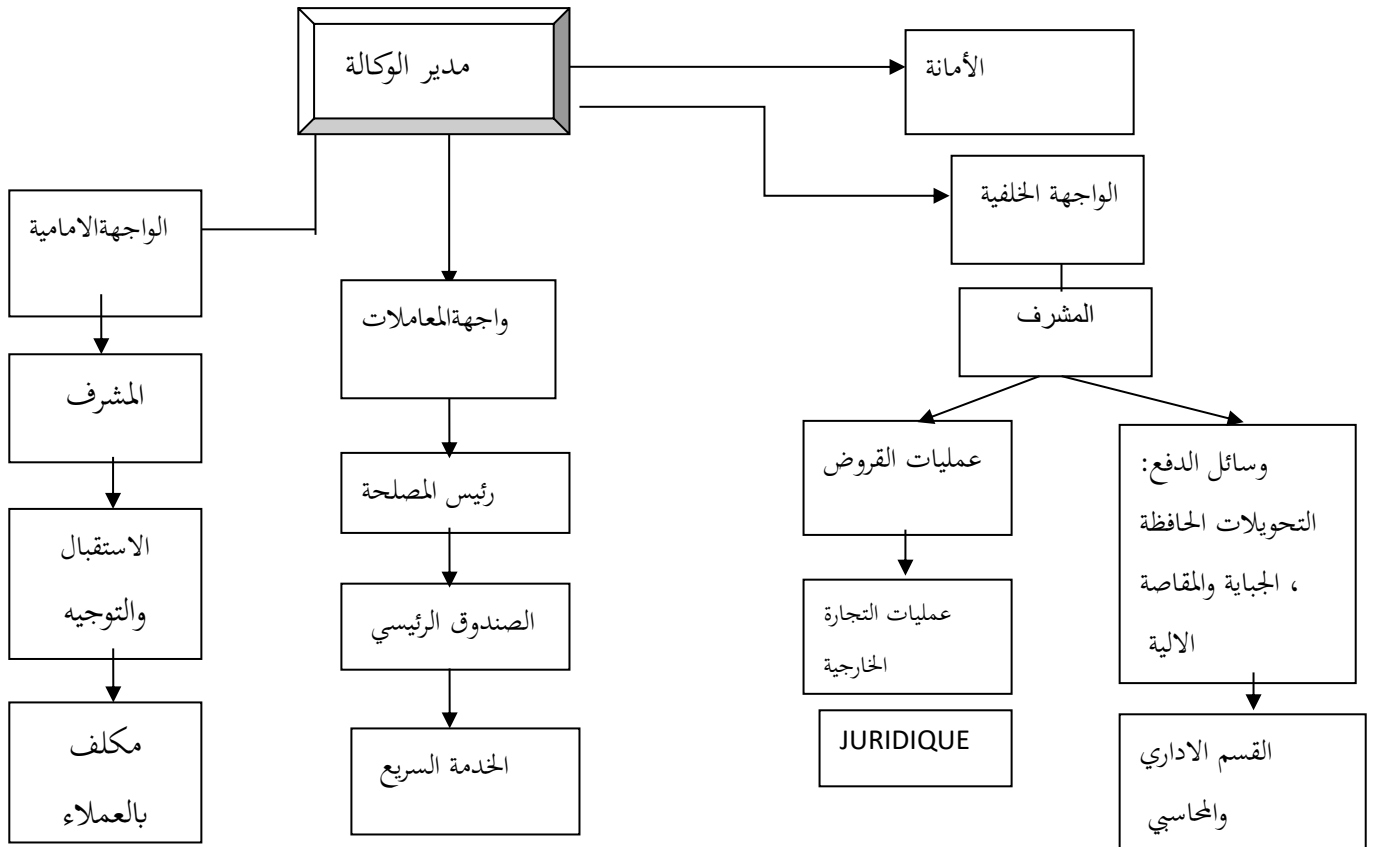 مدير الوكالة
الأمانة
الواجهة الخلفية
الواجهةالامامية
واجهةالمعاملات
المشرف
المشرف
عمليات القروض
وسائل الدفع:
التحويلات الحافظة
، الجباية والمقاصة
الالية
رئيس المصلحة
الاستقبال
والتوجيه
الصندوق الرئيسي
عمليات التجارة
الخارجية
مكلف
بالعملاء
الخدمة السريع
JURIDIQUE
القسم الاداري
والمحاسبي